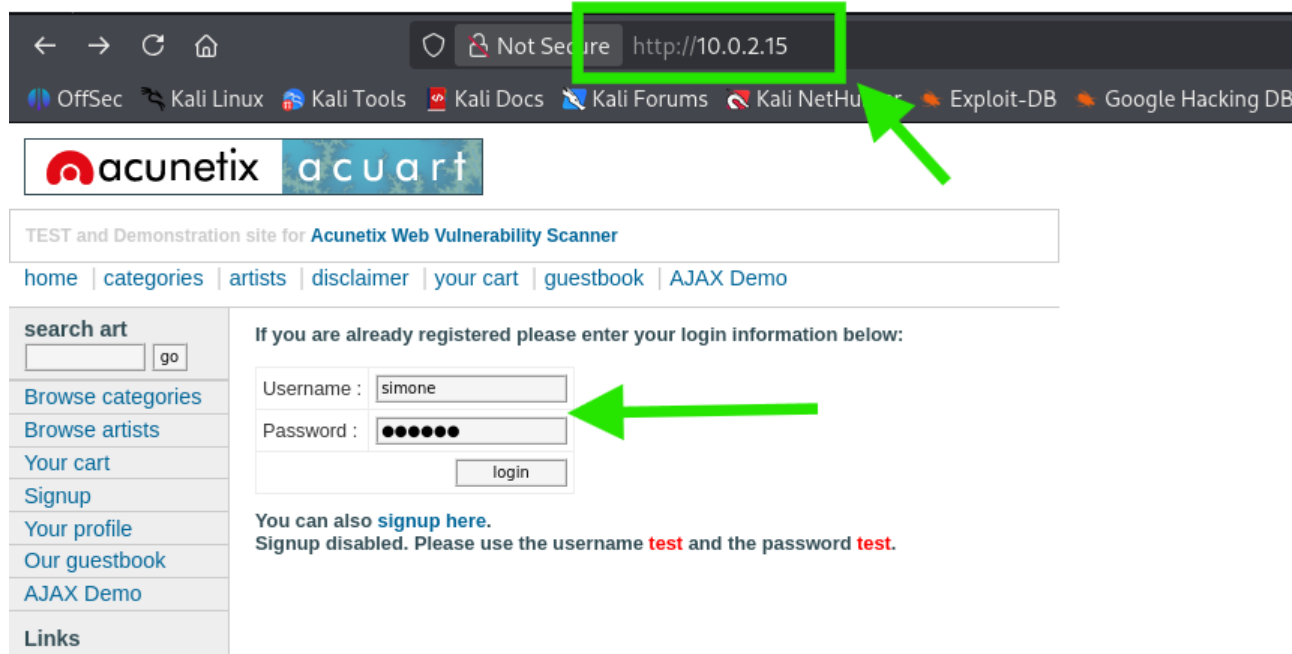 Not Secure http://10.0.2.15
OffSec Kali Linux Kali Tools Kali Docs Kali Forums Kali NetHunter Exploit-DB Google Hacking DB
acunetix acuart
TEST and Demonstration site for Acunetix Web Vulnerability Scanner
home | categories | artists | disclaimer | your cart | guestbook | AJAX Demo
search art
go
If you are already registered please enter your login information below:
Username : simone
Password : ●●●●●●
login
You can also signup here.
Signup disabled. Please use the username test and the password test.
Browse categories
Browse artists
Your cart
Signup
Your profile
Our guestbook
AJAX Demo
Links